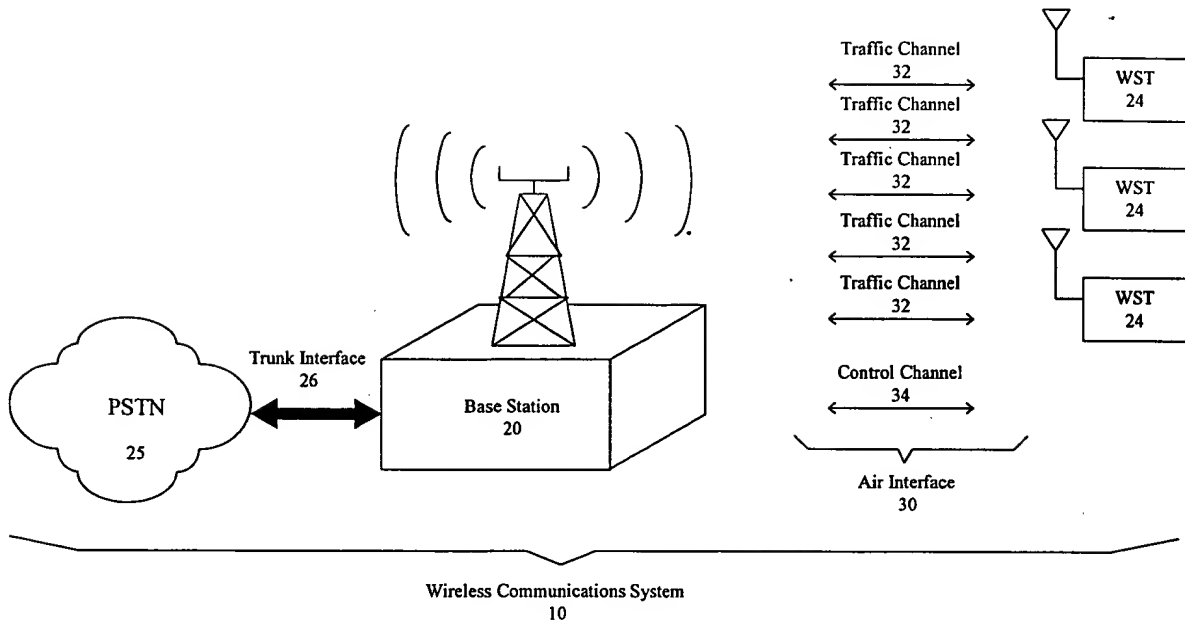 Traffic Channel
32
Traffic Channel
32
Traffic Channel
32
Traffic Channel
32
Traffic Channel
32
Control Channel
34
Air Interface
30
WST
24
WST
24
WST
24
Trunk Interface
26
PSTN
25
Base Station
20
Wireless Communications System
10